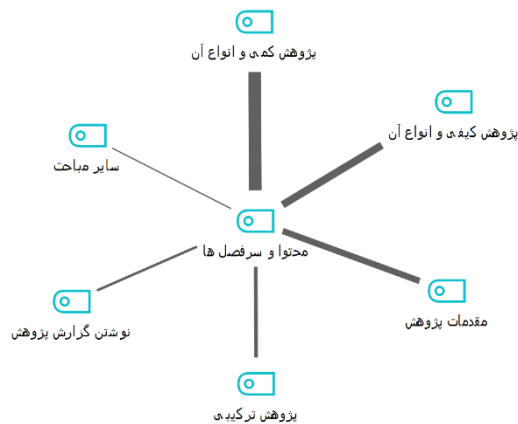 پژوهش کمی و انواع آن
پژوهش کیفی و انواع آن
سایر مباحث
محتوا و سرفصل ها
مقدمات پژوهش
نوشتن گزارش پژوهش
پژوهش ترکیبی